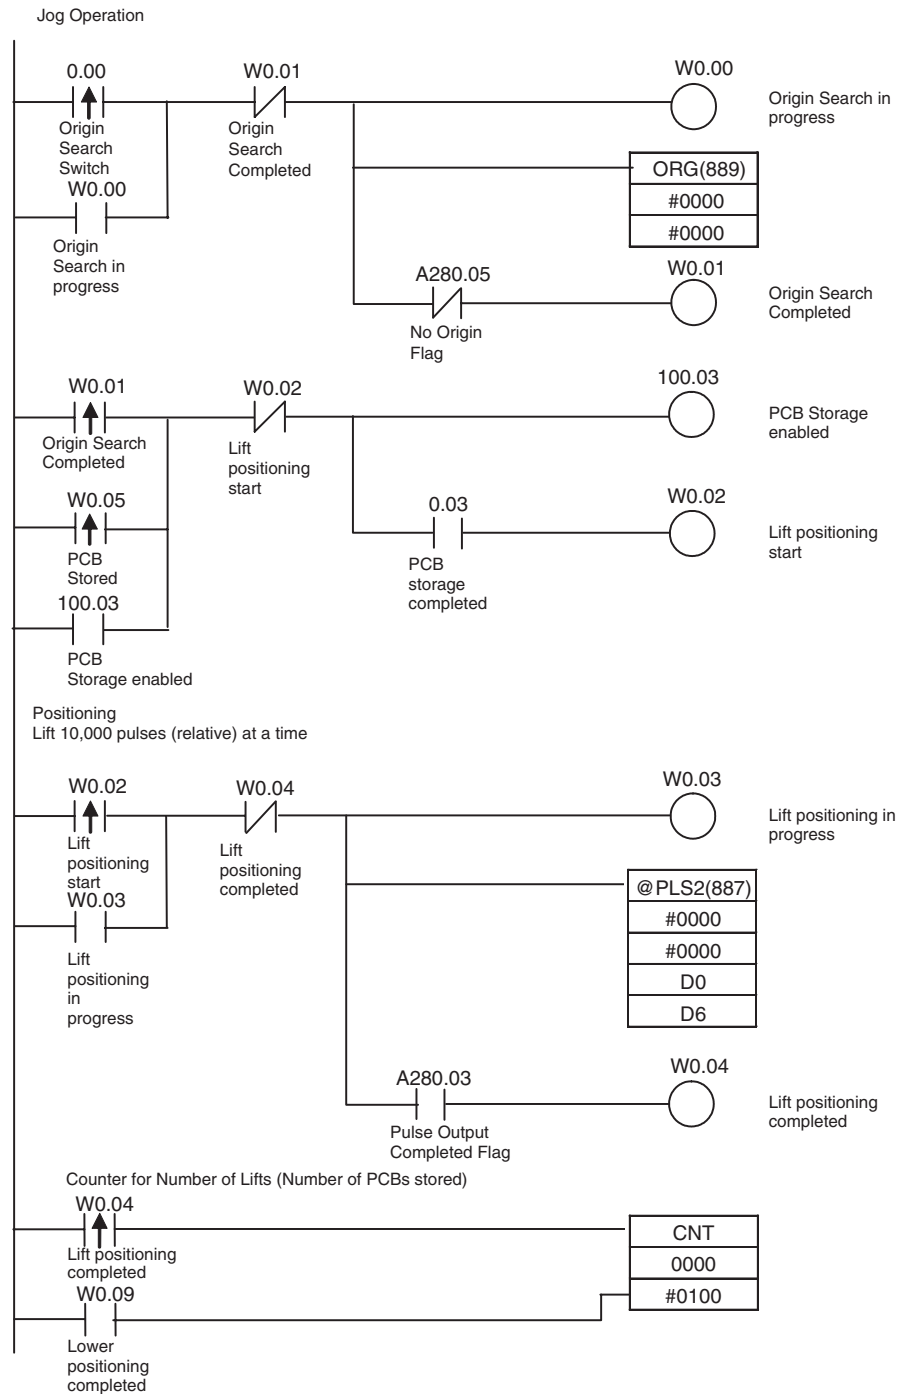 Jog Operation
0.00
W0.01
W0.00
Origin Search in
progress
Origin
Search
Switch
Origin
Search
Completed
ORG(889)
#0000
#0000
W0.00
Origin
Search in
progress
A280.05
W0.01
No Origin
Flag
Origin Search
Completed
W0.01
W0.02
100.03
PCB Storage
enabled
Origin Search
Completed
Lift
positioning
start
W0.05
0.03
W0.02
Lift positioning
start
PCB
Stored
PCB
storage
completed
100.03
PCB
Storage enabled
Positioning
Lift 10,000 pulses (relative) at a time
W0.02
W0.04
W0.03
Lift positioning in
progress
Lift
positioning
start
Lift
positioning
completed
@PLS2(887)
#0000
#0000
D0
D6
W0.03
Lift
positioning
in
progress
A280.03
W0.04
Pulse Output
Completed Flag
Lift positioning
completed
Counter for Number of Lifts (Number of PCBs stored)
W0.04
Lift positioning
completed
CNT
0000
#0100
W0.09
Lower
positioning
completed